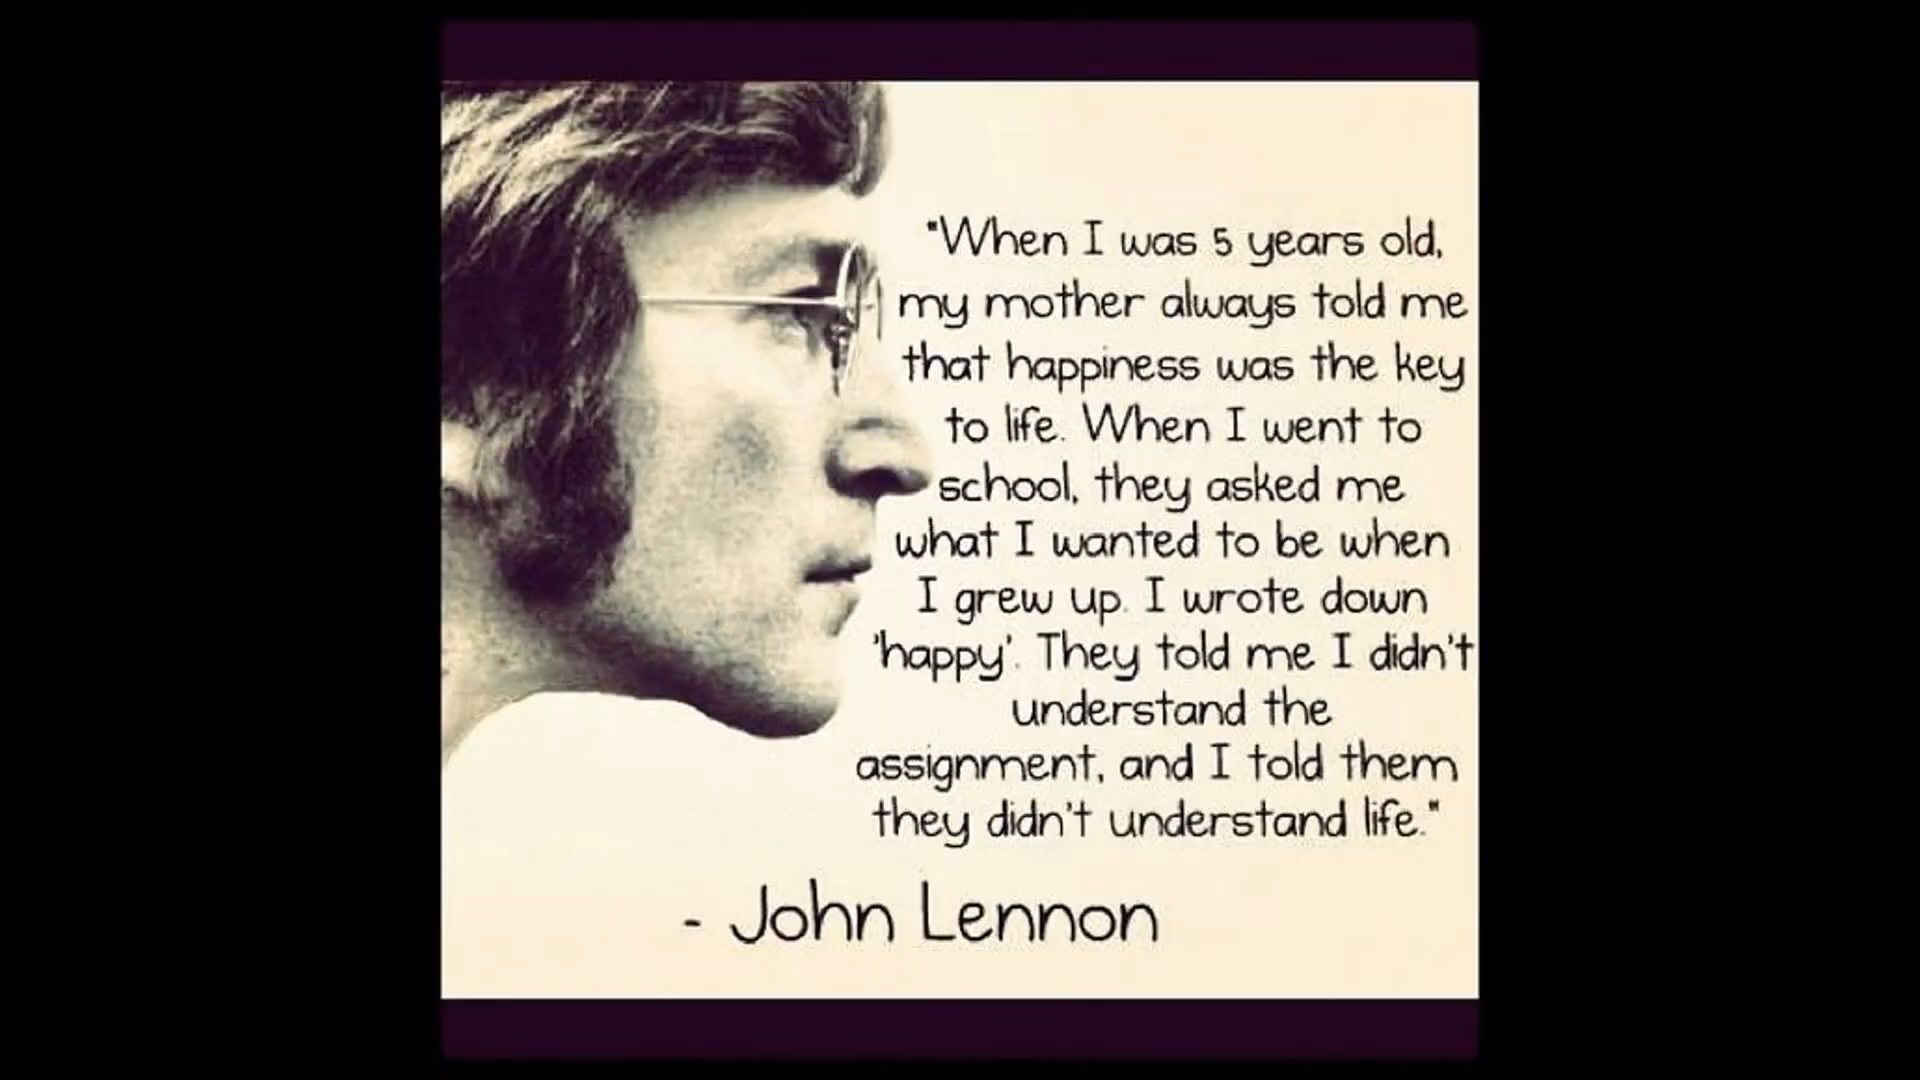 "When I was 5 years old,
my mother always told me
that happiness was the key
to life. When I went to
school, they asked me
what I wanted to be when
I grew up. I wrote down
'happy'. They told me I didn't
understand the
assignment, and I told them
they didn't understand life."
- John Lennon